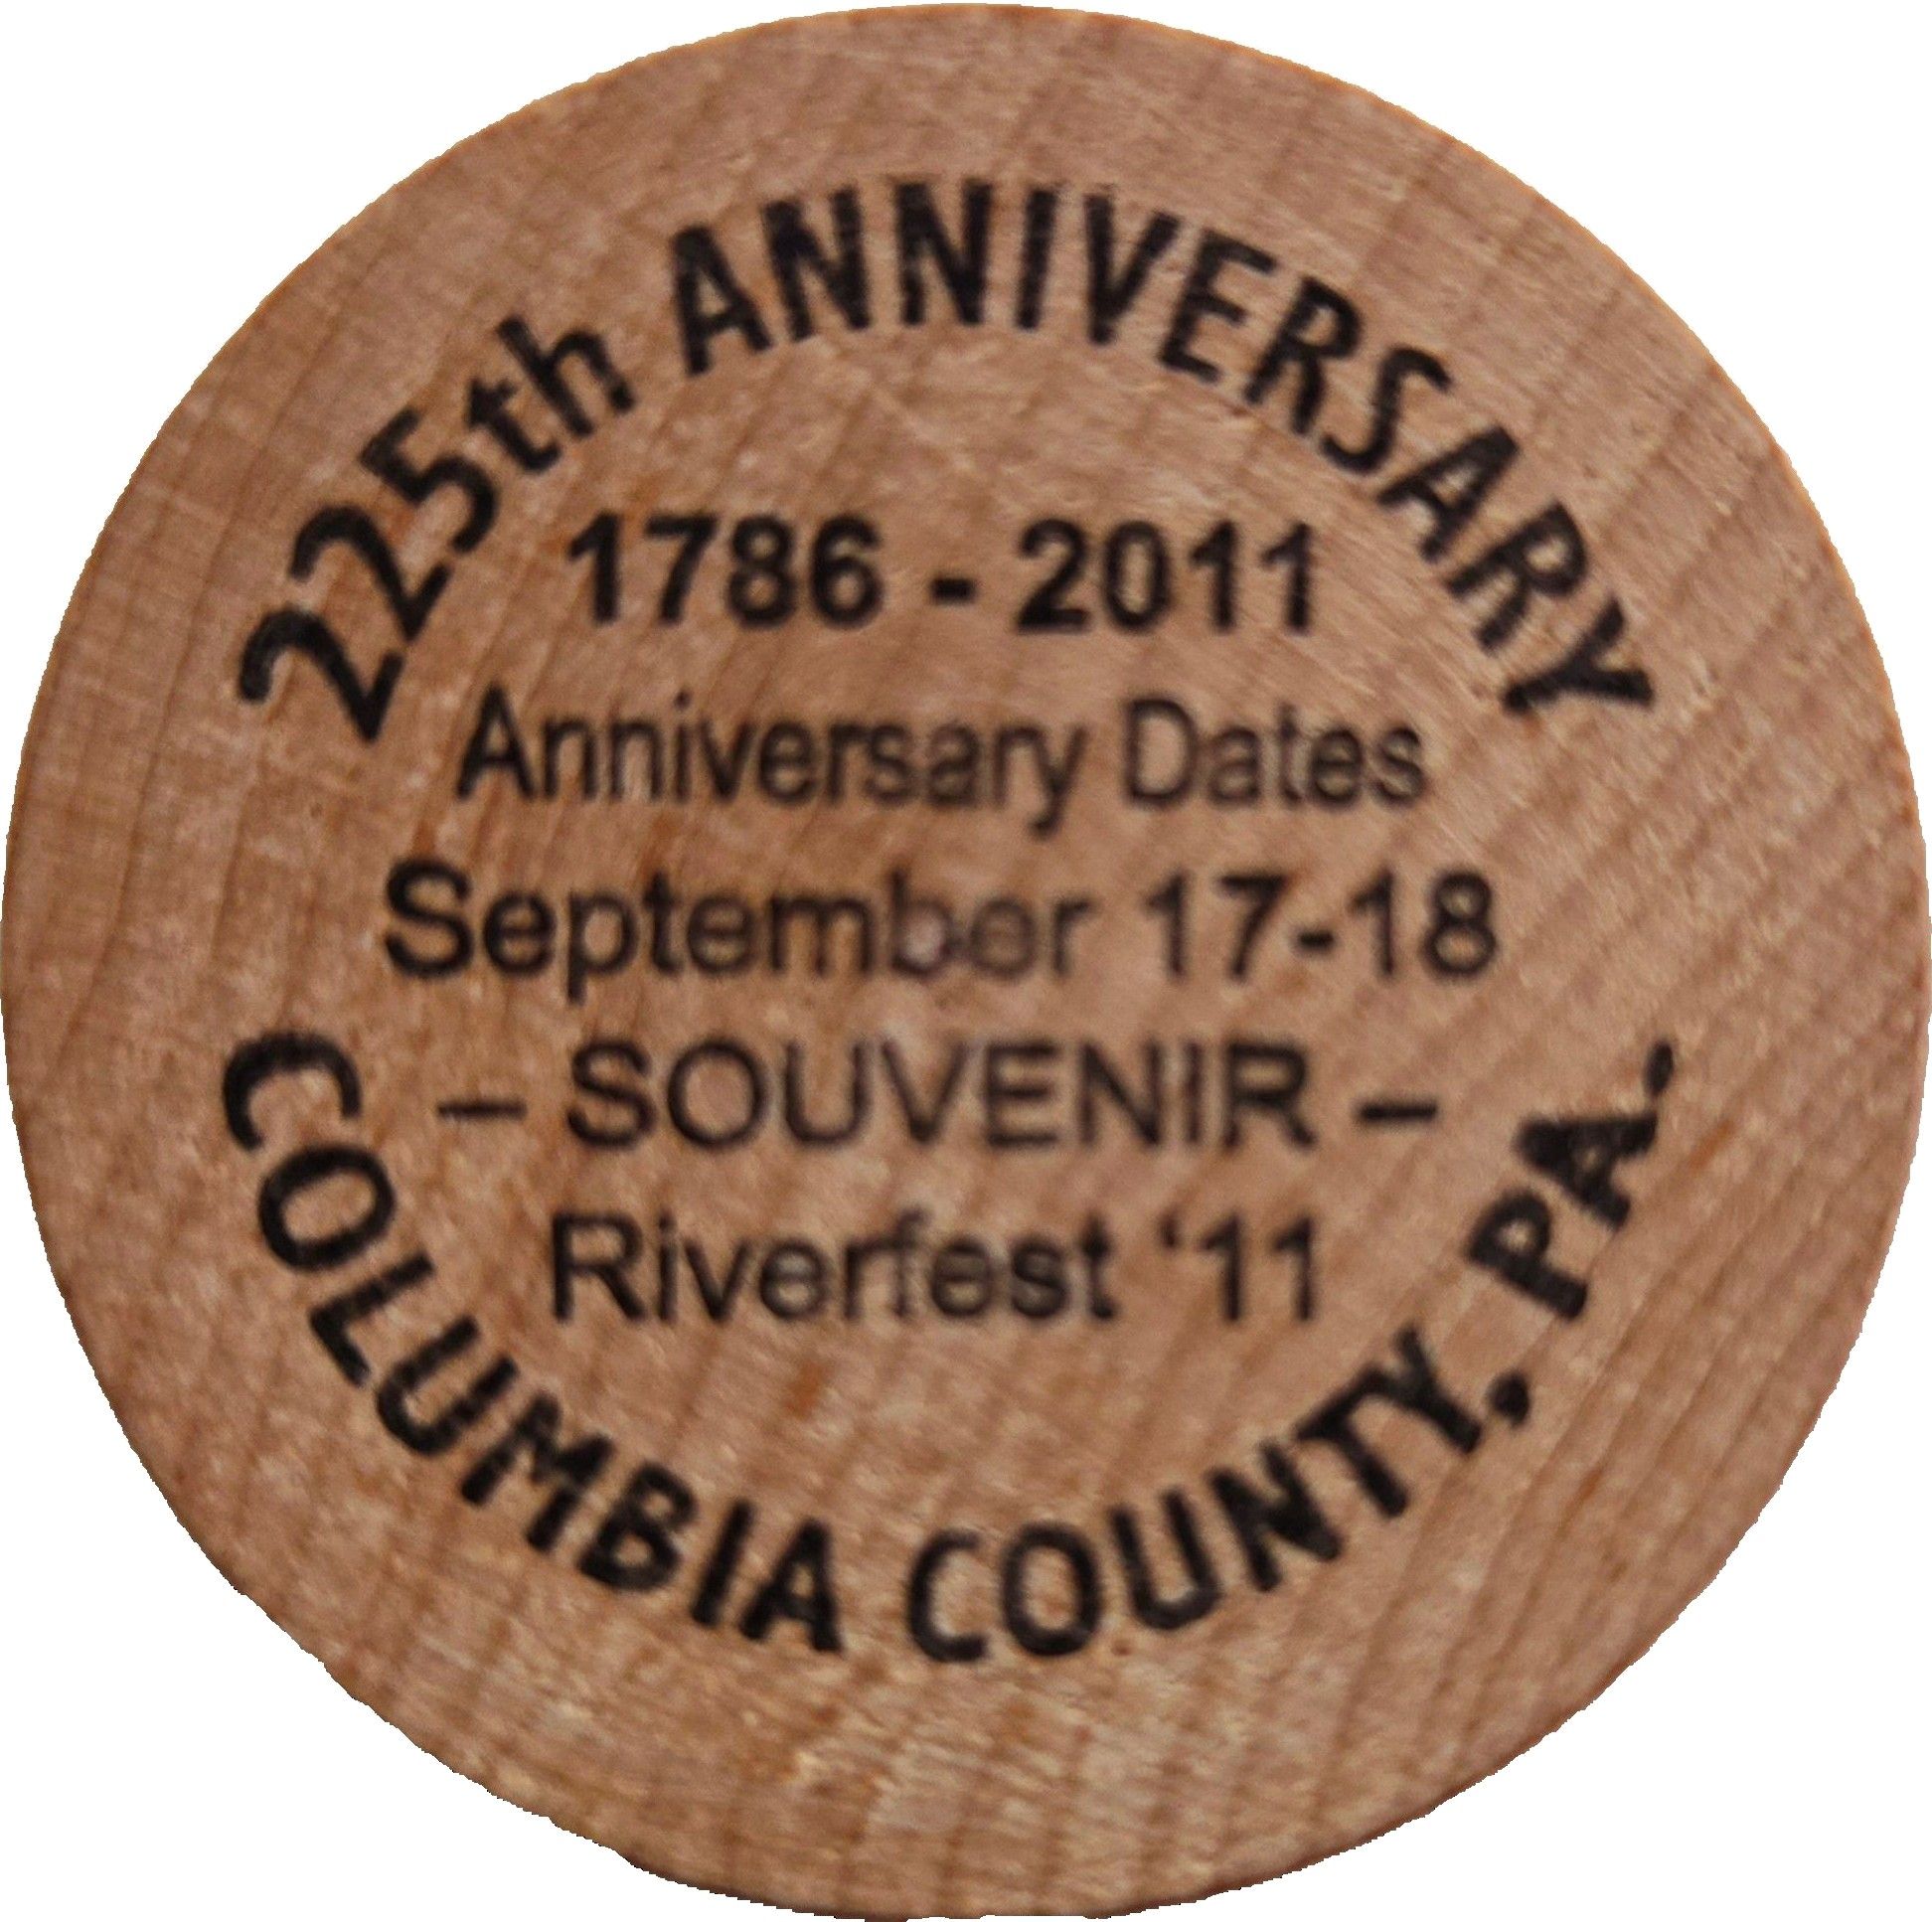 225th ANNIVERSARY
1786 - 2011
Anniversary Dates
September 17-18
– SOUVENIR –
Riverfest ‘11
COLUMBIA COUNTY, PA.